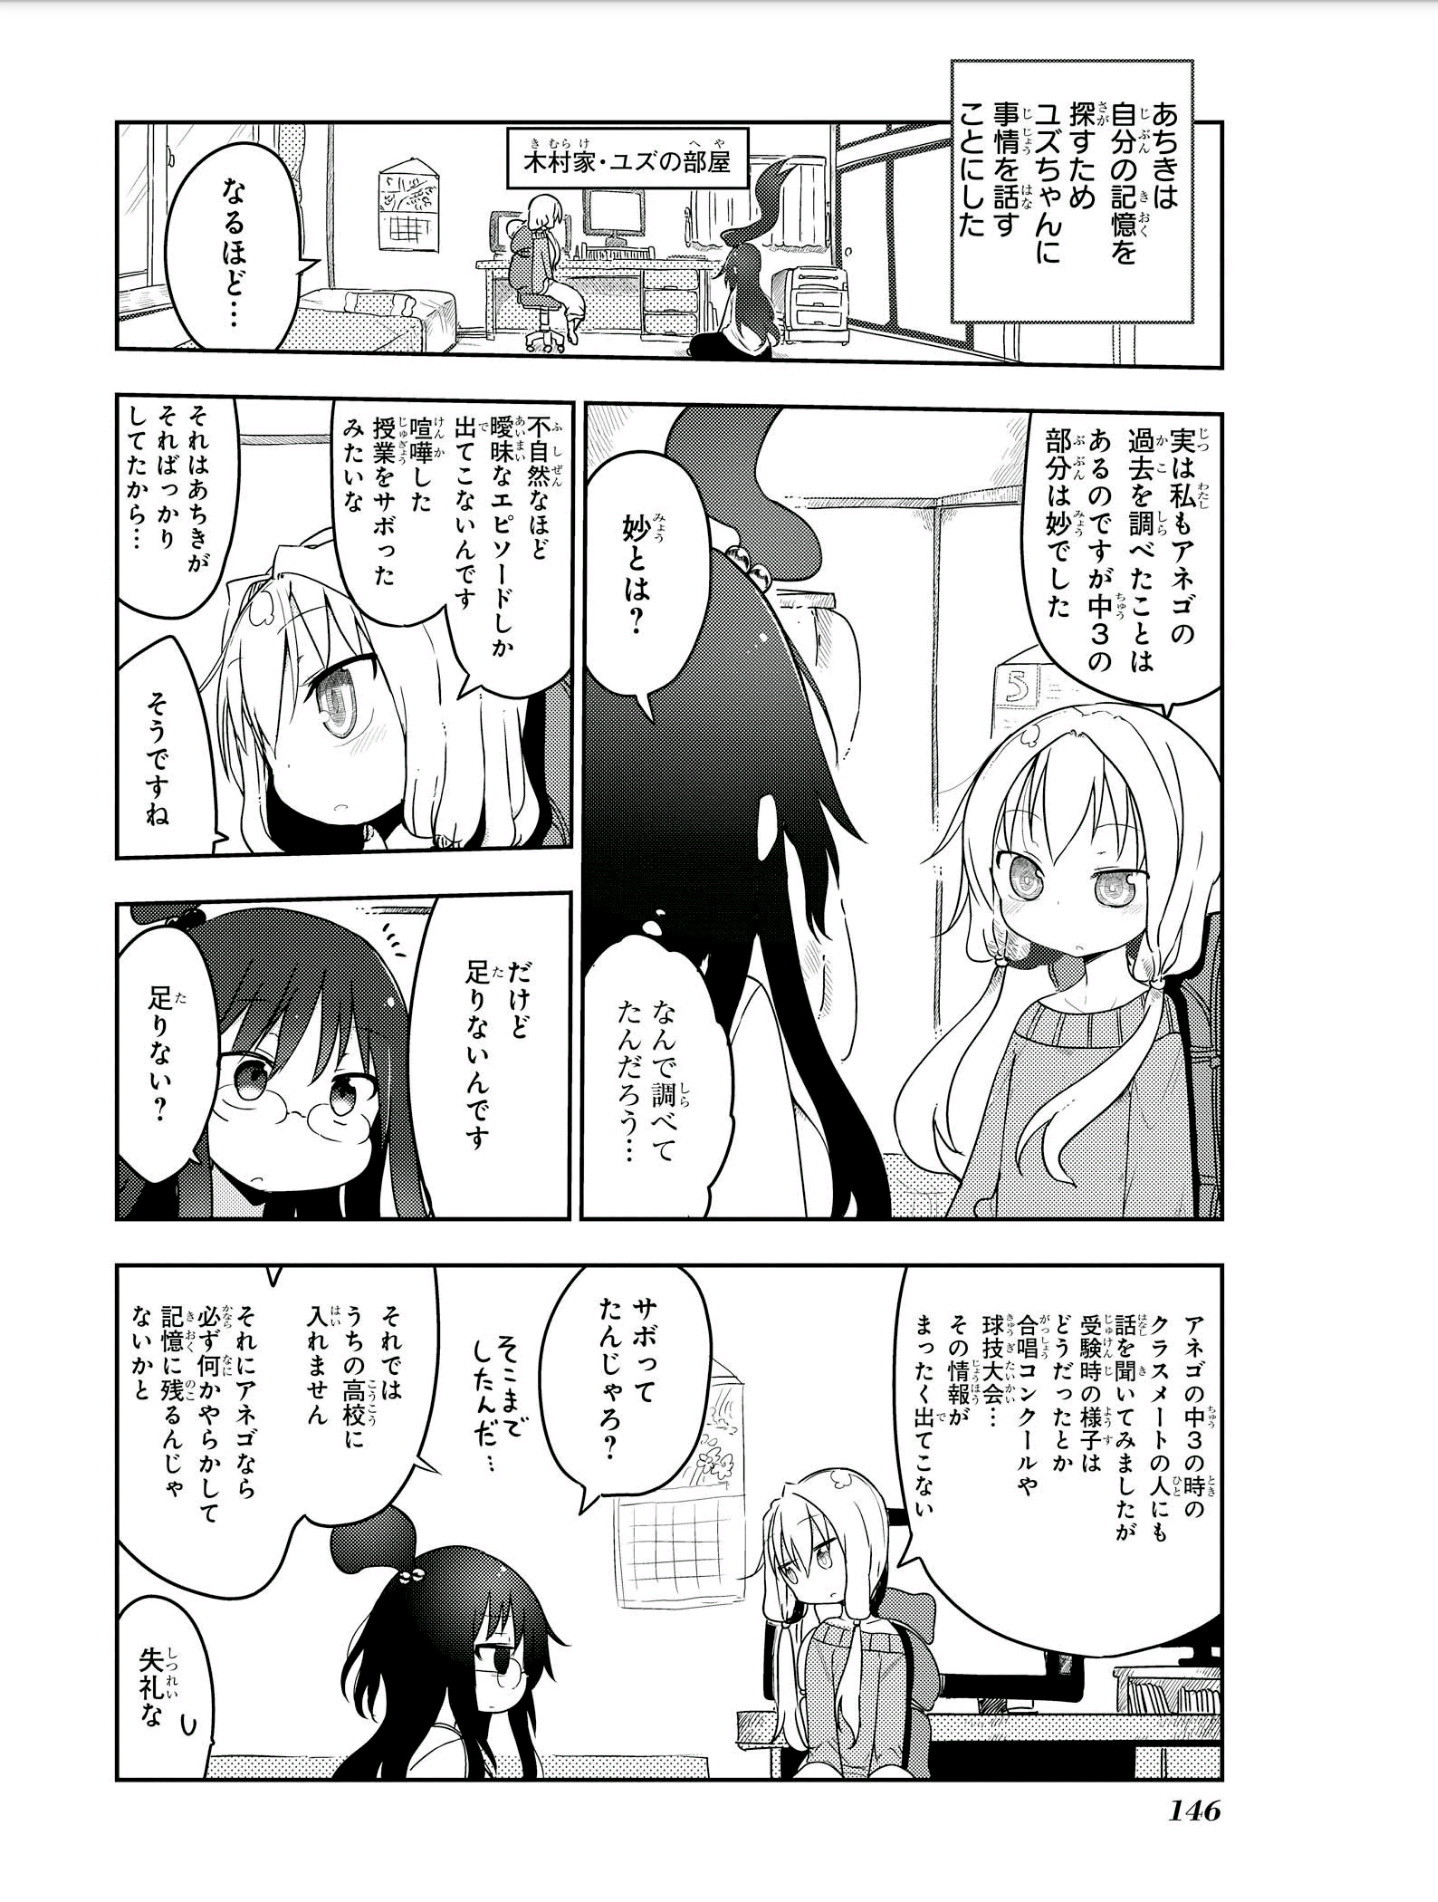 あちきは
自分の記憶を
探すため
ユズちゃんに
事情を話す
ことにした
木村家・ユズの部屋
なるほど…
実は私もアネゴの
過去を調べたことは
あるのですが中3の
部分は妙でした
妙とは?
なんで調べて
たんだろう…
不自然なほど
曖昧なエピソードしか
出てこないんです
喧嘩した
授業をサボった
みたいな
それはあちきが
そればっかり
してたから…
そうですね
だけど
足りないんです
足りない?
アネゴの中3の時の
クラスメートの人にも
話を聞いてみましたが
受験時の様子は
どうだったとか
合唱コンクールや
球技大会…
その情報が
まったく出てこない
サボって
たんじゃろ?
そこまで
したんだ…
それでは
うちの高校に
入れません
それにアネゴなら
必ず何かやらかして
記憶に残るんじゃ
ないかと
失礼な
5
146